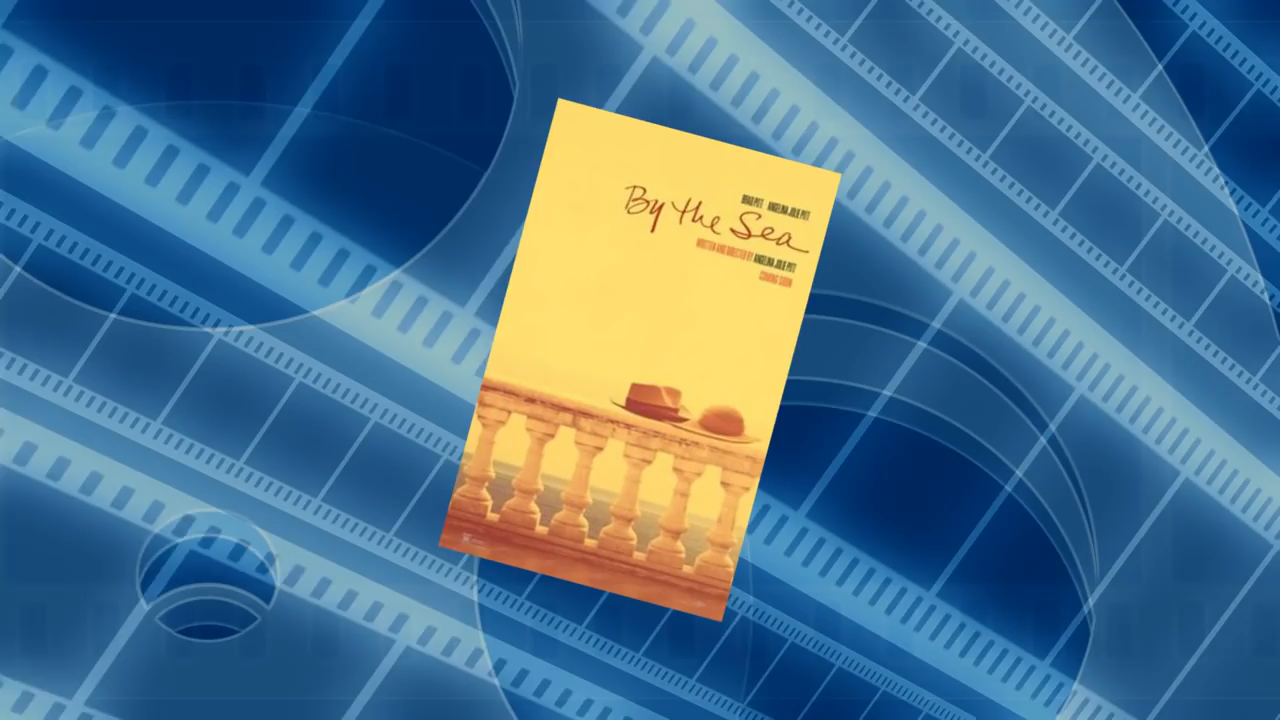 BRAD PITT ANGELINA JOLIE PITT
By the Sea
WRITTEN AND DIRECTED BY ANGELINA JOLIE PITT
COMING SOON